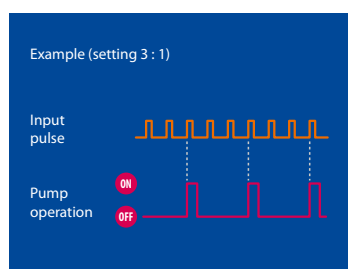 Example (setting 3 : 1)
Input
pulse
ON
Pump
operation
OFF